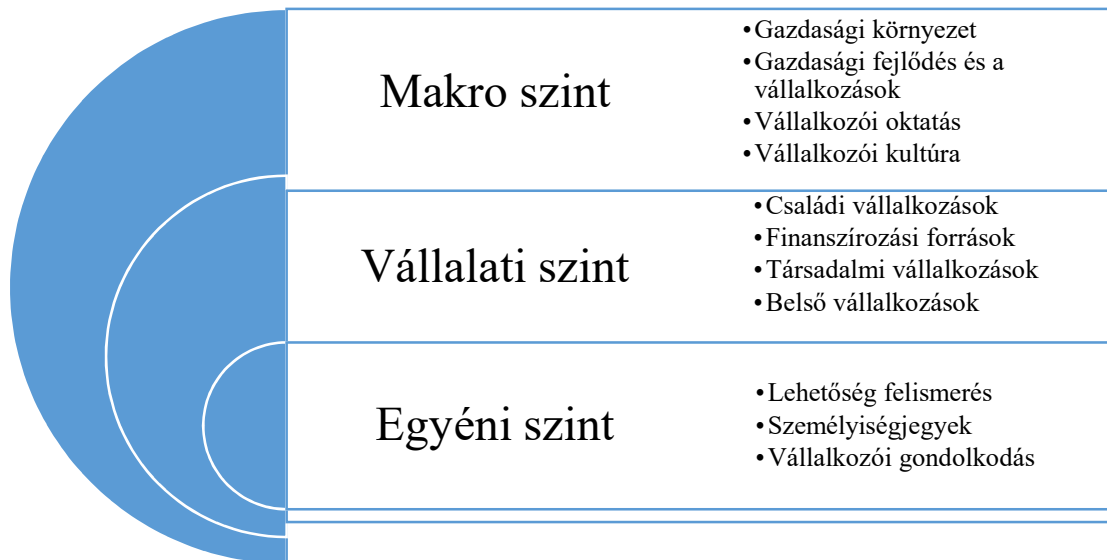 Makro szint
•Gazdasági környezet
•Gazdasági fejlődés és a
vállalkozások
•Vállalkozói oktatás
•Vállalkozói kultúra
Vállalati szint
•Családi vállalkozások
•Finanszírozási források
•Társadalmi vállalkozások
•Belső vállalkozások
Egyéni szint
•Lehetőség felismerés
•Személyiségjegyek
•Vállalkozói gondolkodás